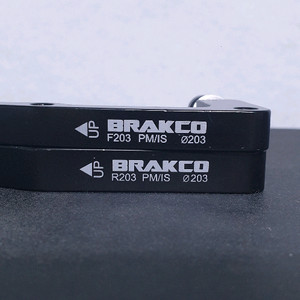 UP BRAKCO
F203 PM/IS Ø203
UP BRAKCO
R203 PM/IS Ø203